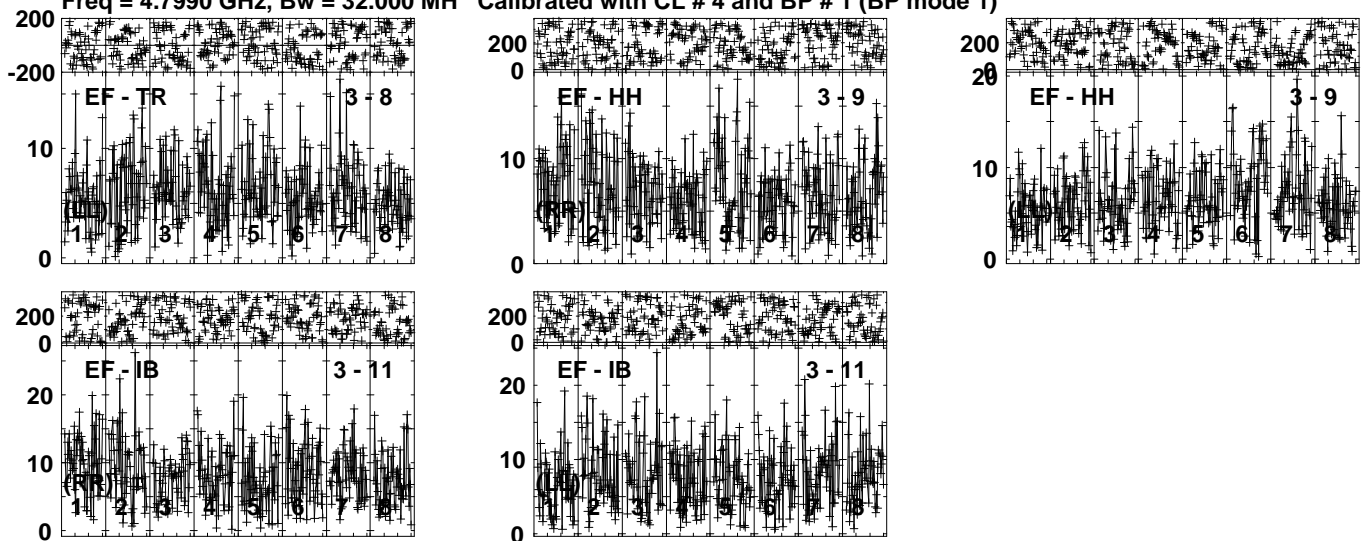 Freq = 4.7990 GHz, Bw = 32.000 MH Calibrated with CL # 4 and BP # 1 (BP mode 1)
200
0
-200
EF - TR 3 - 8
10
(LL)
1 2 3 4 5 6 7 8
0
200
0
EF - HH 3 - 9
10
(RR)
1 2 3 4 5 6 7 8
0
200
0
20
EF - HH 3 - 9
10
(LL)
1 2 3 4 5 6 7 8
0
200
0
EF - IB 3 - 11
20
10
(RR)
1 2 3 4 5 6 7 8
0
200
0
EF - IB 3 - 11
20
10
(LL)
1 2 3 4 5 6 7 8
0